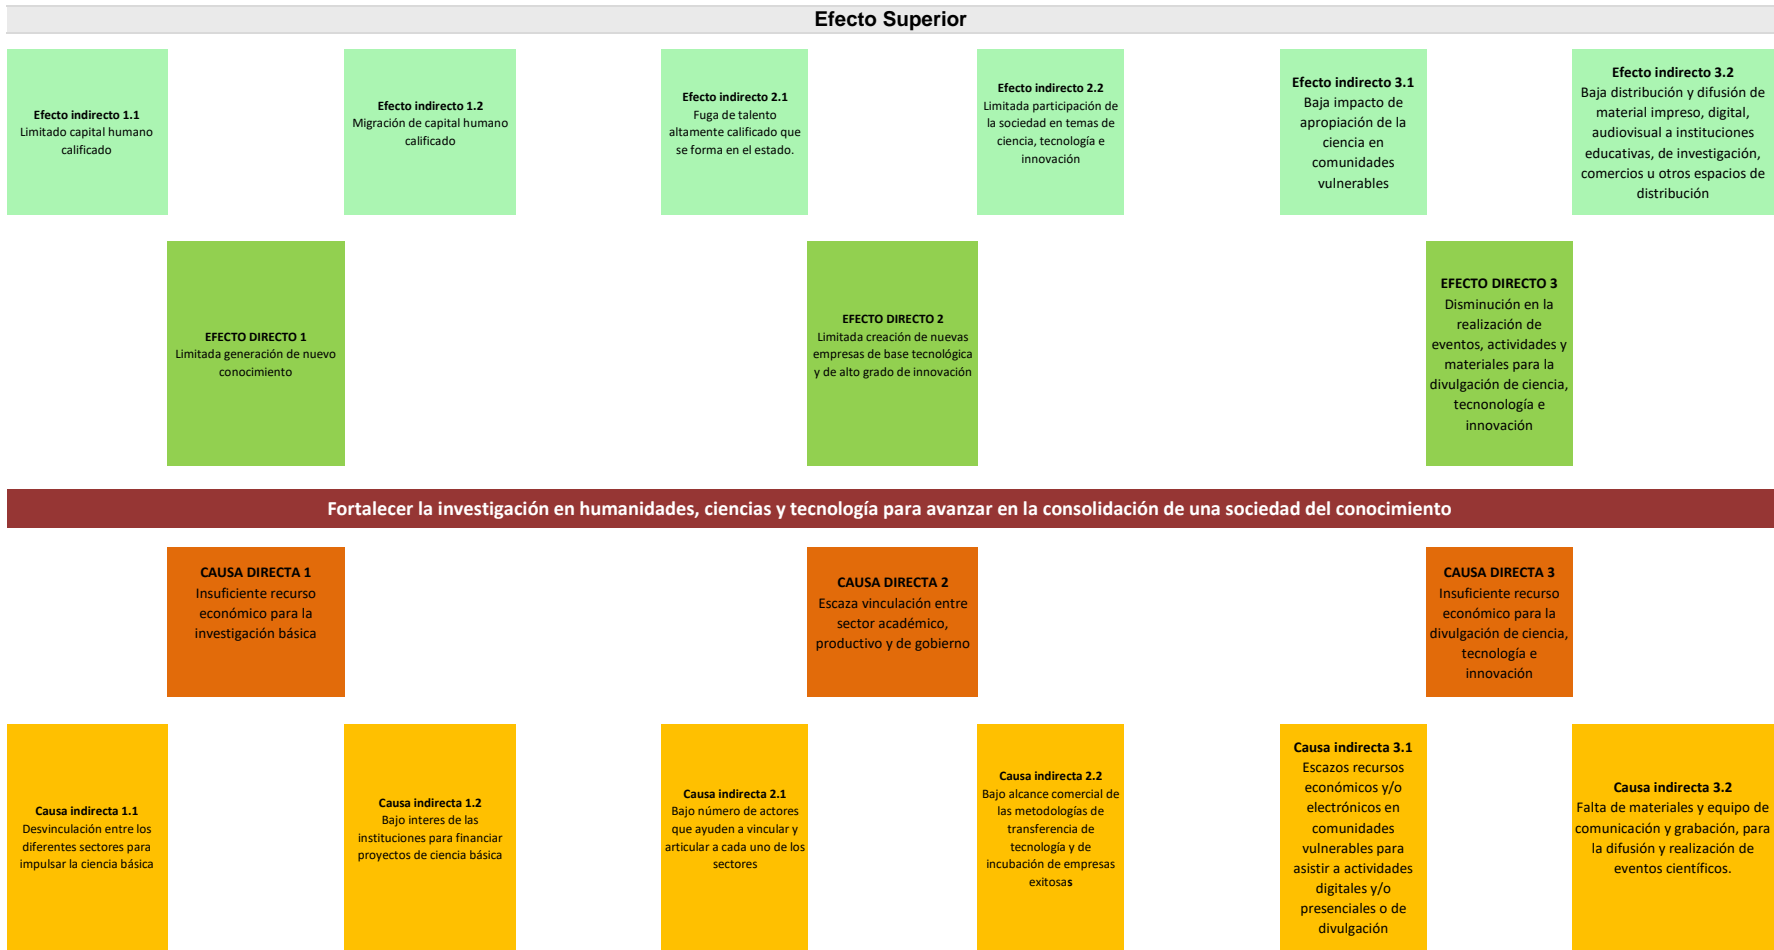 Efecto Superior
Efecto indirecto 1.1
Limitado capital humano
calificado
Efecto indirecto 1.2
Migración de capital humano
calificado
Efecto indirecto 2.1
Fuga de talento
altamente calificado que
se forma en el estado.
Efecto indirecto 2.2
Limitada participación de
la sociedad en temas de
ciencia, tecnología e
innovación
Efecto indirecto 3.1
Baja impacto de
apropiación de la
ciencia en
comunidades
vulnerables
Efecto indirecto 3.2
Baja distribución y difusión de
material impreso, digital,
audiovisual a instituciones
educativas, de investigación,
comercios u otros espacios de
distribución
EFECTO DIRECTO 1
Limitada generación de nuevo
conocimiento
EFECTO DIRECTO 2
Limitada creación de nuevas
empresas de base tecnológica
y de alto grado de innovación
EFECTO DIRECTO 3
Disminución en la
realización de
eventos, actividades y
materiales para la
divulgación de ciencia,
tecnonología e
innovación
Fortalecer la investigación en humanidades, ciencias y tecnología para avanzar en la consolidación de una sociedad del conocimiento
CAUSA DIRECTA 1
Insuficiente recurso
económico para la
investigación básica
CAUSA DIRECTA 2
Escaza vinculación entre
sector académico,
productivo y de gobierno
CAUSA DIRECTA 3
Insuficiente recurso
económico para la
divulgación de ciencia,
tecnología e
innovación
Causa indirecta 1.1
Desvinculación entre los
diferentes sectores para
impulsar la ciencia básica
Causa indirecta 1.2
Bajo interes de las
instituciones para financiar
proyectos de ciencia básica
Causa indirecta 2.1
Bajo número de actores
que ayuden a vincular y
articular a cada uno de los
sectores
Causa indirecta 2.2
Bajo alcance comercial de
las metodologías de
transferencia de
tecnología y de
incubación de empresas
exitosas
Causa indirecta 3.1
Escazos recursos
económicos y/o
electrónicos en
comunidades
vulnerables para
asistir a actividades
digitales y/o
presenciales o de
divulgación
Causa indirecta 3.2
Falta de materiales y equipo de
comunicación y grabación, para
la difusión y realización de
eventos científicos.